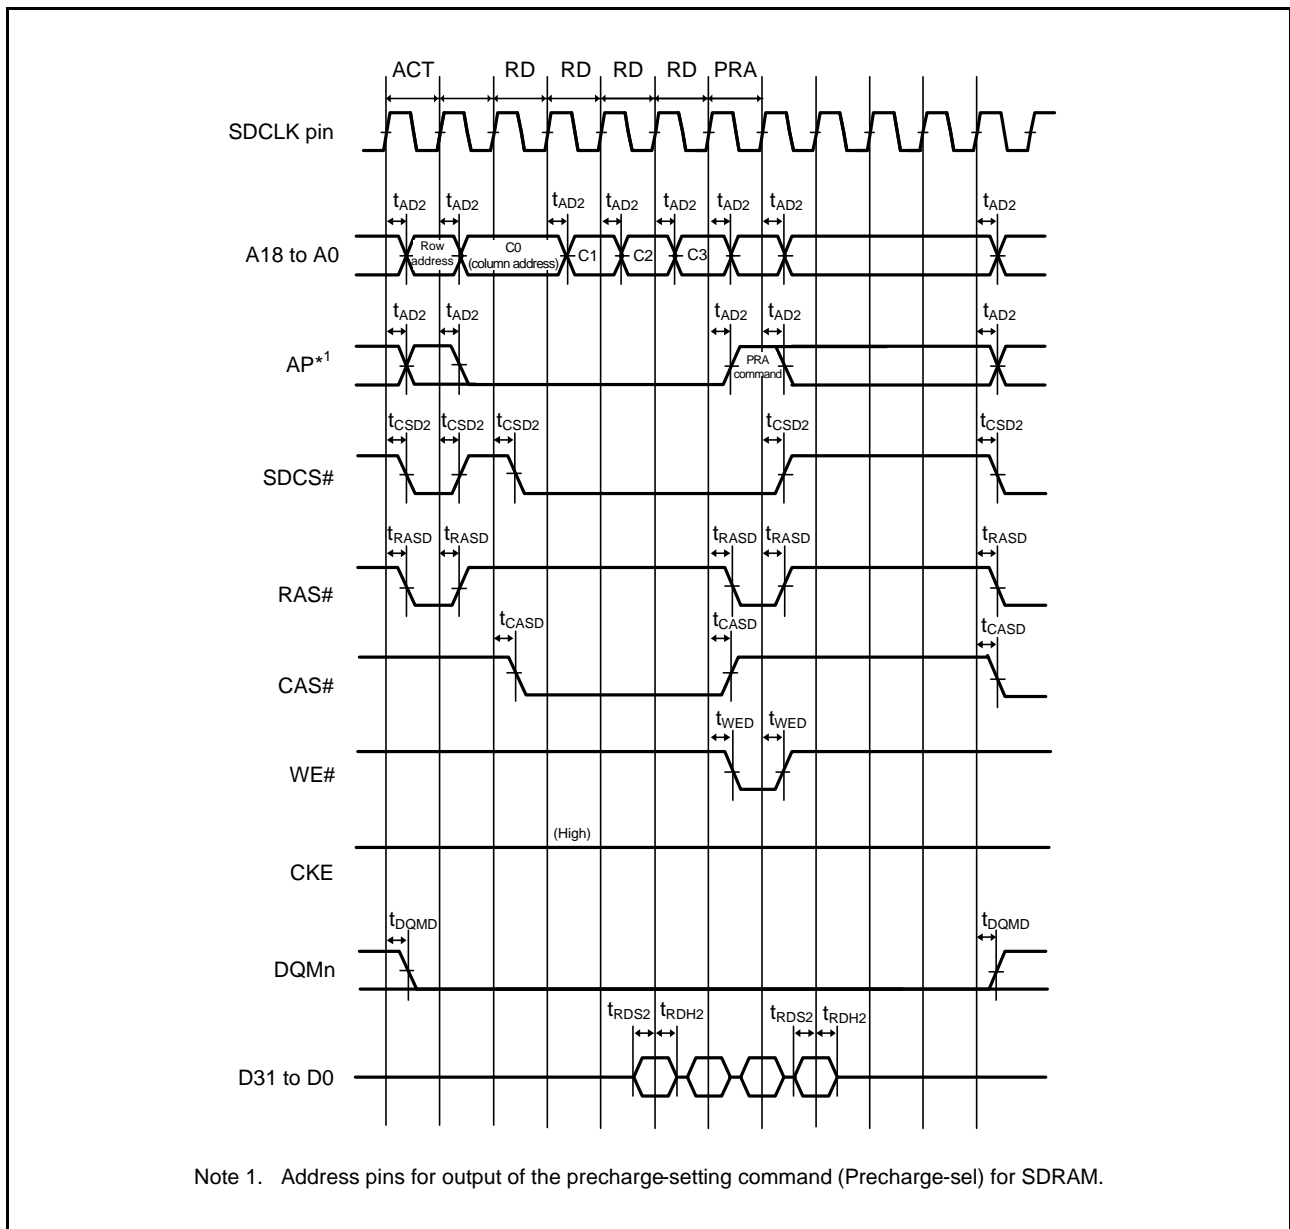 ACT RD RD RD RD PRA
SDCLK pin
tAD2 tAD2 tAD2 tAD2 tAD2 tAD2 tAD2 tAD2
A18 to A0
Row
address
C0
(column address)
C1 C2 C3
tAD2 tAD2 tAD2 tAD2 tAD2
AP*1
PRA
command
tCSD2 tCSD2 tCSD2 tCSD2 tCSD2
SDCS#
tRASD tRASD tRASD tRASD tRASD
RAS#
tCASD tCASD tCASD
CAS#
tWED tWED
WE#
(High)
CKE
tDQMD tDQMD
DQMn
tRDS2 tRDH2 tRDS2 tRDH2
D31 to D0
Note 1. Address pins for output of the precharge-setting command (Precharge-sel) for SDRAM.